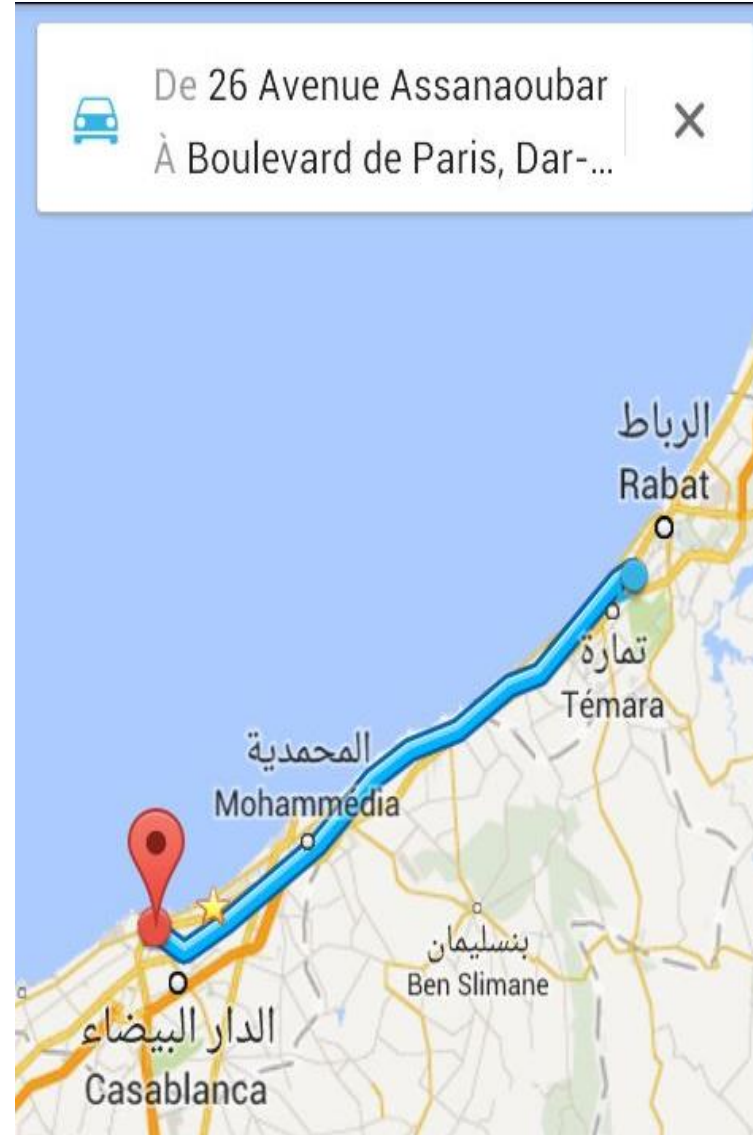 De 26 Avenue Assanaoubar
À Boulevard de Paris, Dar-...
الرباط
Rabat
تمارة
Témara
المحمدية
Mohammédia
بنسليمان
Ben Slimane
الدار البيضاء
Casablanca